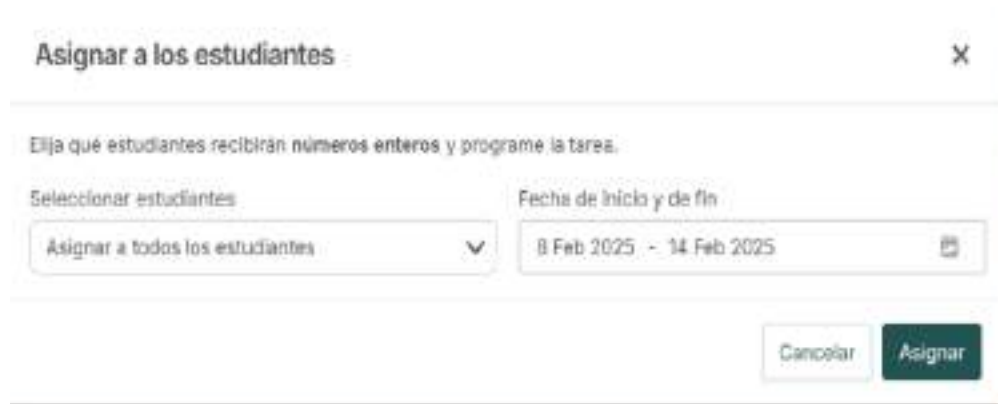 Asignar a los estudiantes
Elija qué estudiantes recibirán números enteros y programe la tarea.
Seleccionar estudiantes
Fecha de Inicio y de fin
Asignar a todos los estudiantes
8 Feb 2025 - 14 Feb 2025
Cancelar
Asignar